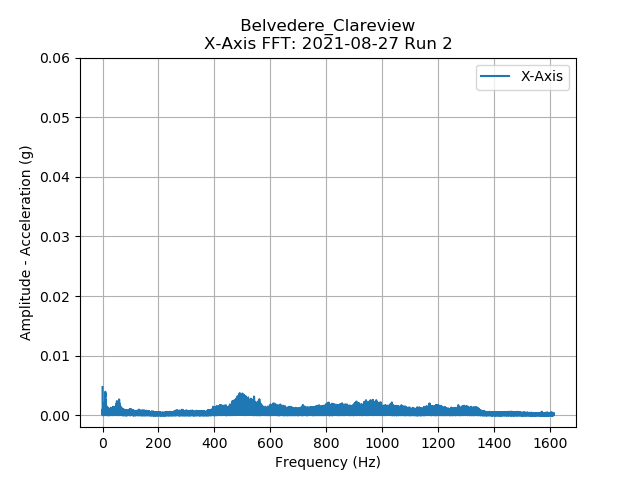 Belvedere_Clareview
X-Axis FFT: 2021-08-27 Run 2
X-Axis
0.06
0.05
0.04
0.03
0.02
0.01
0.00
Amplitude - Acceleration (g)
0 200 400 600 800 1000 1200 1400 1600
Frequency (Hz)